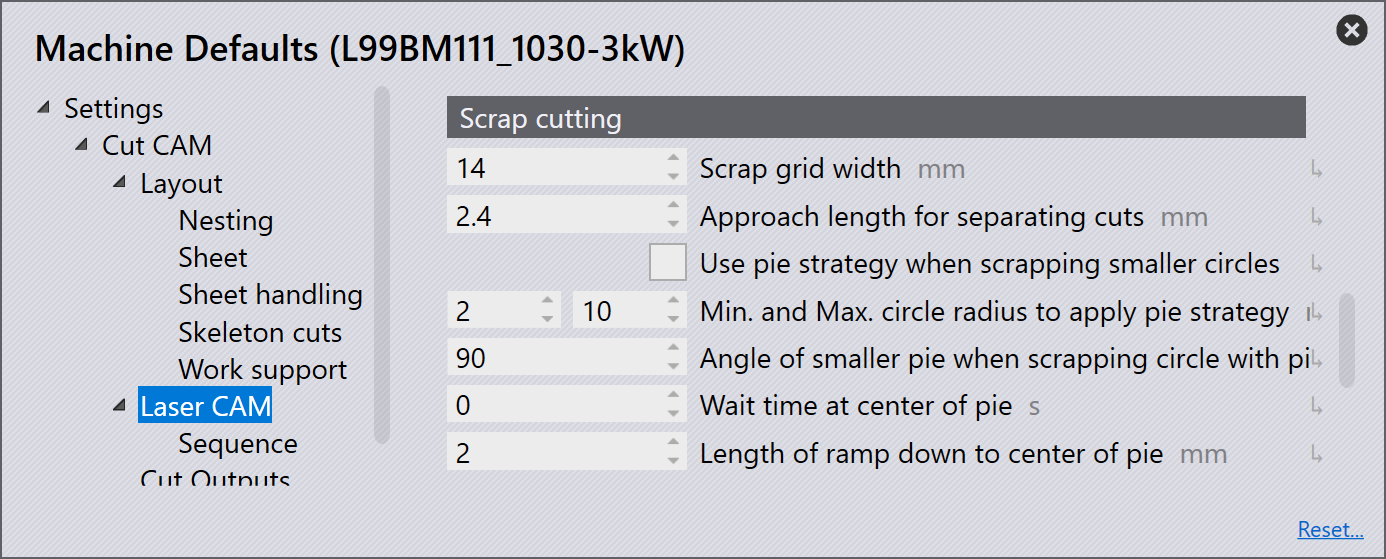 Machine Defaults (L99BM111_1030-3kW)
Settings
Cut CAM
Layout
Nesting
Sheet
Sheet handling
Skeleton cuts
Work support
Laser CAM
Sequence
Cut Outputs
Scrap cutting
14 Scrap grid width mm
2.4 Approach length for separating cuts mm
Use pie strategy when scrapping smaller circles
2 10 Min. and Max. circle radius to apply pie strategy
90 Angle of smaller pie when scrapping circle with pi
0 Wait time at center of pie s
2 Length of ramp down to center of pie mm
Reset...